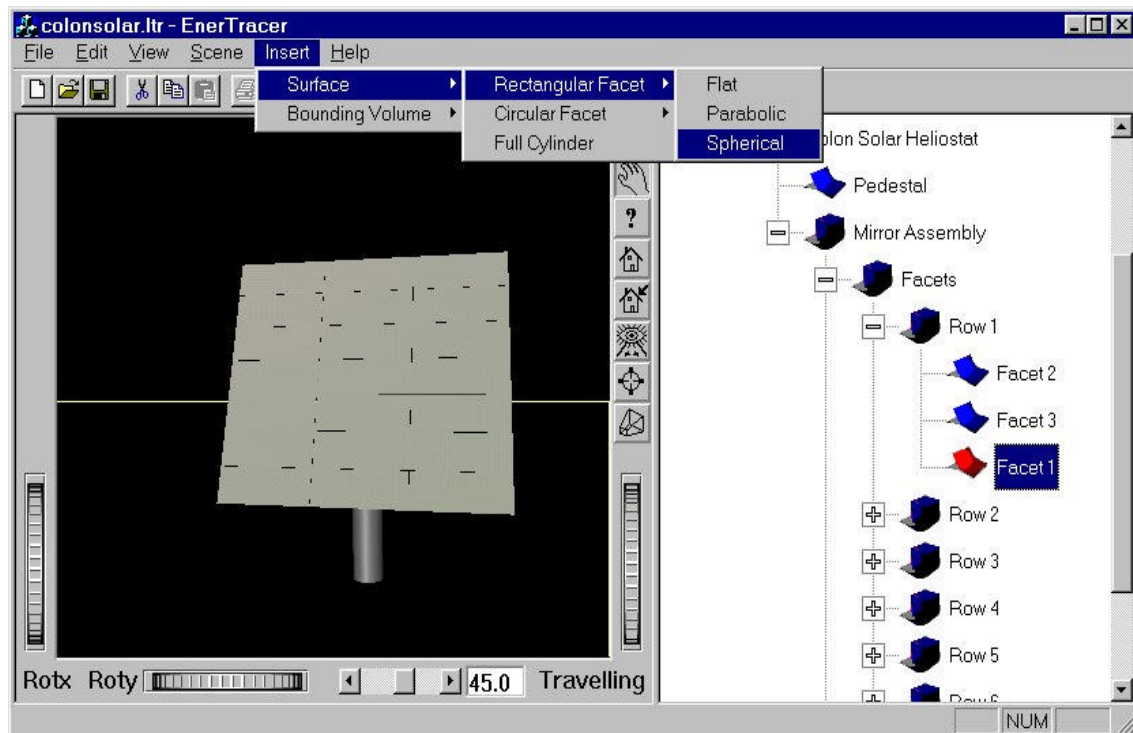 colonsolar.ltr - EnerTracer
File Edit View Scene Insert Help
Surface
Bounding Volume
Rectangular Facet
Circular Facet
Full Cylinder
Flat
Parabolic
Spherical
?
Solar Heliostat
Pedestal
Mirror Assembly
Facets
Row 1
Facet 2
Facet 3
Facet 1
Row 2
Row 3
Row 4
Row 5
Rotx Roty 45.0 Travelling
NUM